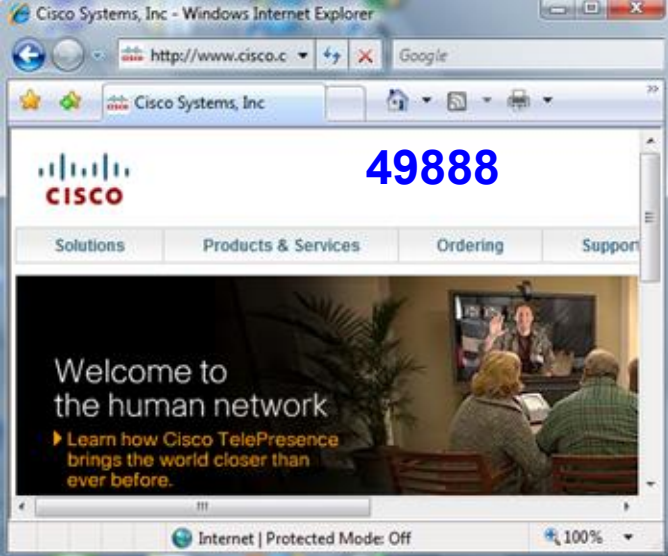 Cisco Systems, Inc - Windows Internet Explorer
http://www.cisco.c Google
Cisco Systems, Inc
CISCO 49888
Solutions Products & Services Ordering Support
Welcome to
the human network
Learn how Cisco TelePresence
brings the world closer than
ever before.
Internet | Protected Mode: Off 100%